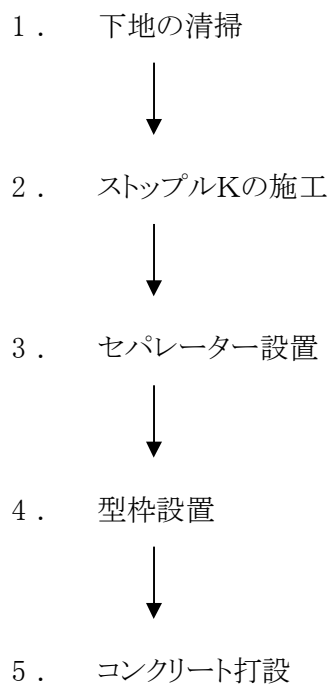 １． 下地の清掃
２． ストップルKの施工
３． セパレーター設置
４． 型枠設置
５． コンクリート打設